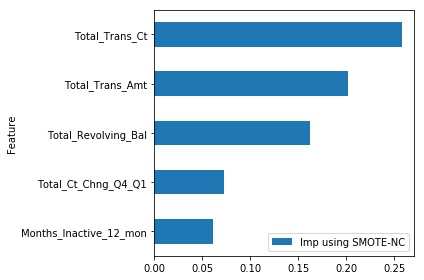 Total_Trans_Ct
Total_Trans_Amt
Total_Revolving_Bal
Total_Ct_Chng_Q4_Q1
Months_Inactive_12_mon
Feature
Imp using SMOTE-NC
0.00 0.05 0.10 0.15 0.20 0.25